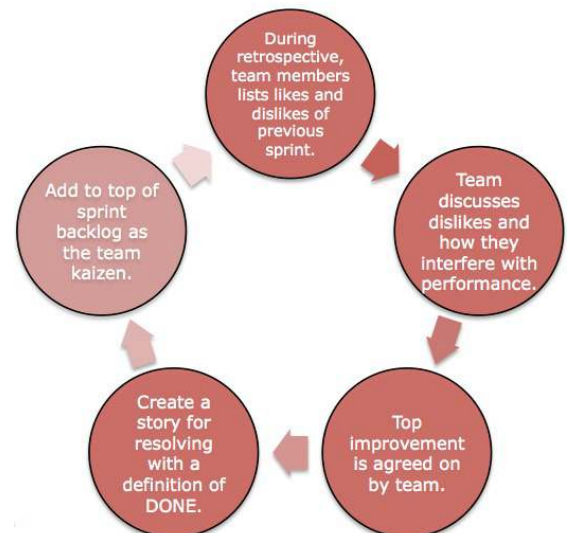 During
retrospective,
team members
lists likes and
dislikes of
previous
sprint.
Team
discusses
dislikes and
how they
interfere with
performance.
Top
improvement
is agreed on
by team.
Create a
story for
resolving
with a
definition of
DONE.
Add to top of
sprint
backlog as
the team
kaizen.